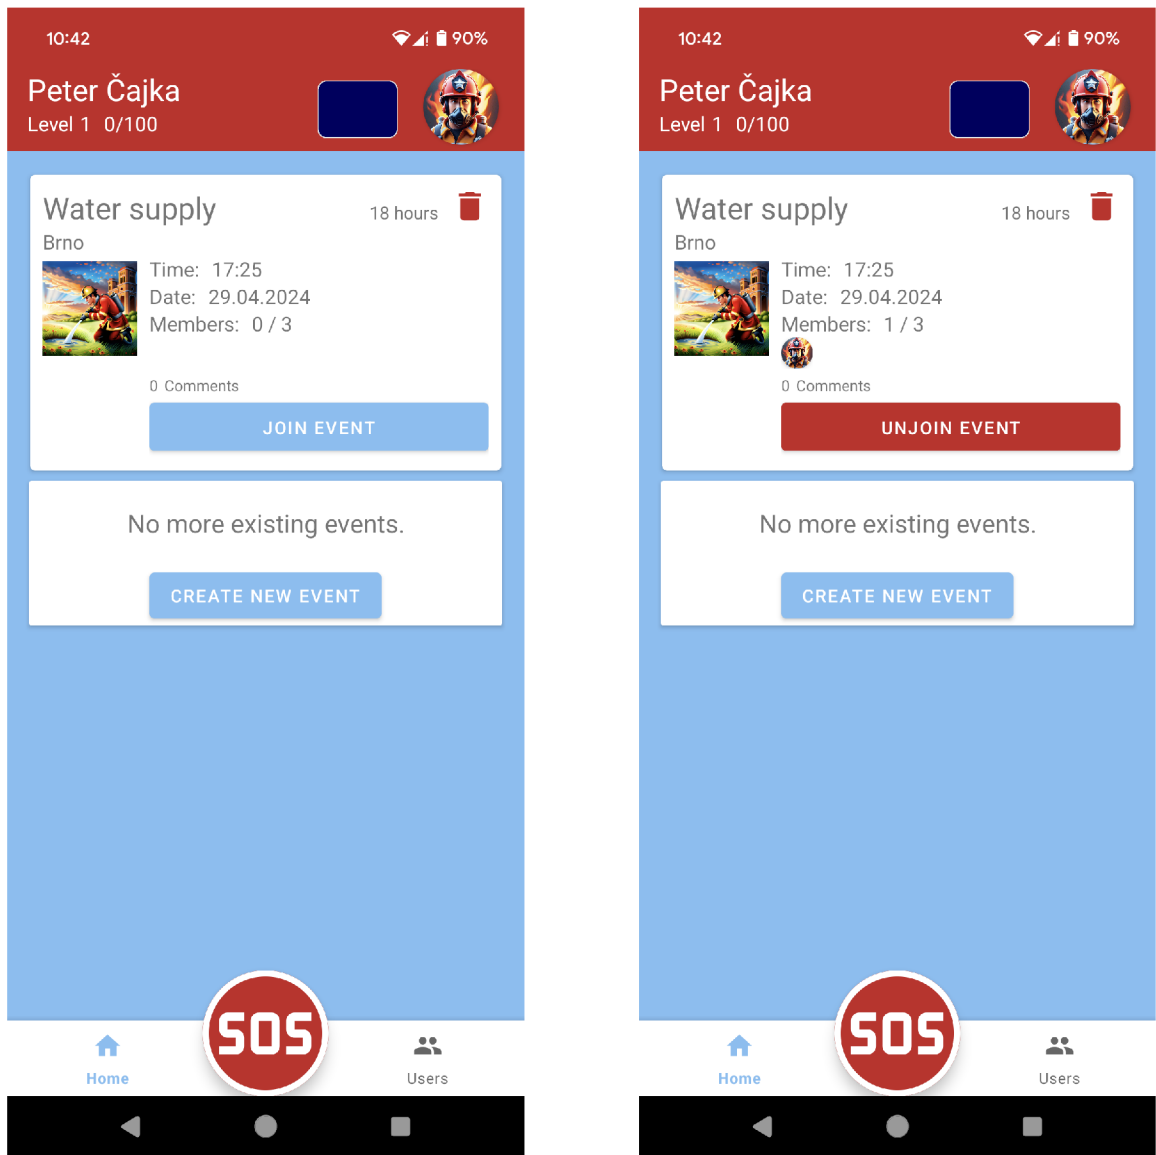 10:42
90%
Peter Čajka
Level 1 0/100
Water supply
18 hours
Brno
Time: 17:25
Date: 29.04.2024
Members: 0 / 3
0 Comments
JOIN EVENT
No more existing events.
CREATE NEW EVENT
SOS
Home
Users
10:42
90%
Peter Čajka
Level 1 0/100
Water supply
18 hours
Brno
Time: 17:25
Date: 29.04.2024
Members: 1 / 3
0 Comments
UNJOIN EVENT
No more existing events.
CREATE NEW EVENT
SOS
Home
Users